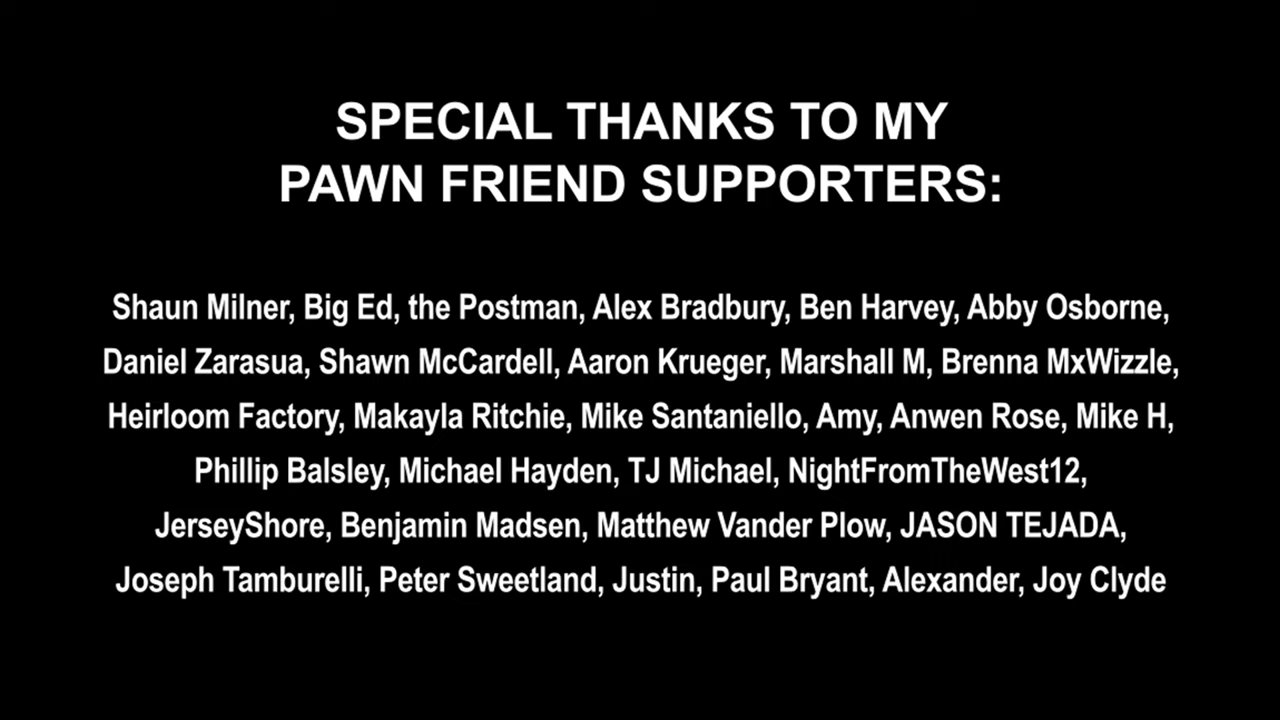 SPECIAL THANKS TO MY
PAWN FRIEND SUPPORTERS:
Shaun Milner, Big Ed, the Postman, Alex Bradbury, Ben Harvey, Abby Osborne,
Daniel Zarasua, Shawn McCardell, Aaron Krueger, Marshall M, Brenna MxWizzle,
Heirloom Factory, Makayla Ritchie, Mike Santaniello, Amy, Anwen Rose, Mike H,
Phillip Balsley, Michael Hayden, TJ Michael, NightFromTheWest12,
JerseyShore, Benjamin Madsen, Matthew Vander Plow, JASON TEJADA,
Joseph Tamburelli, Peter Sweetland, Justin, Paul Bryant, Alexander, Joy Clyde